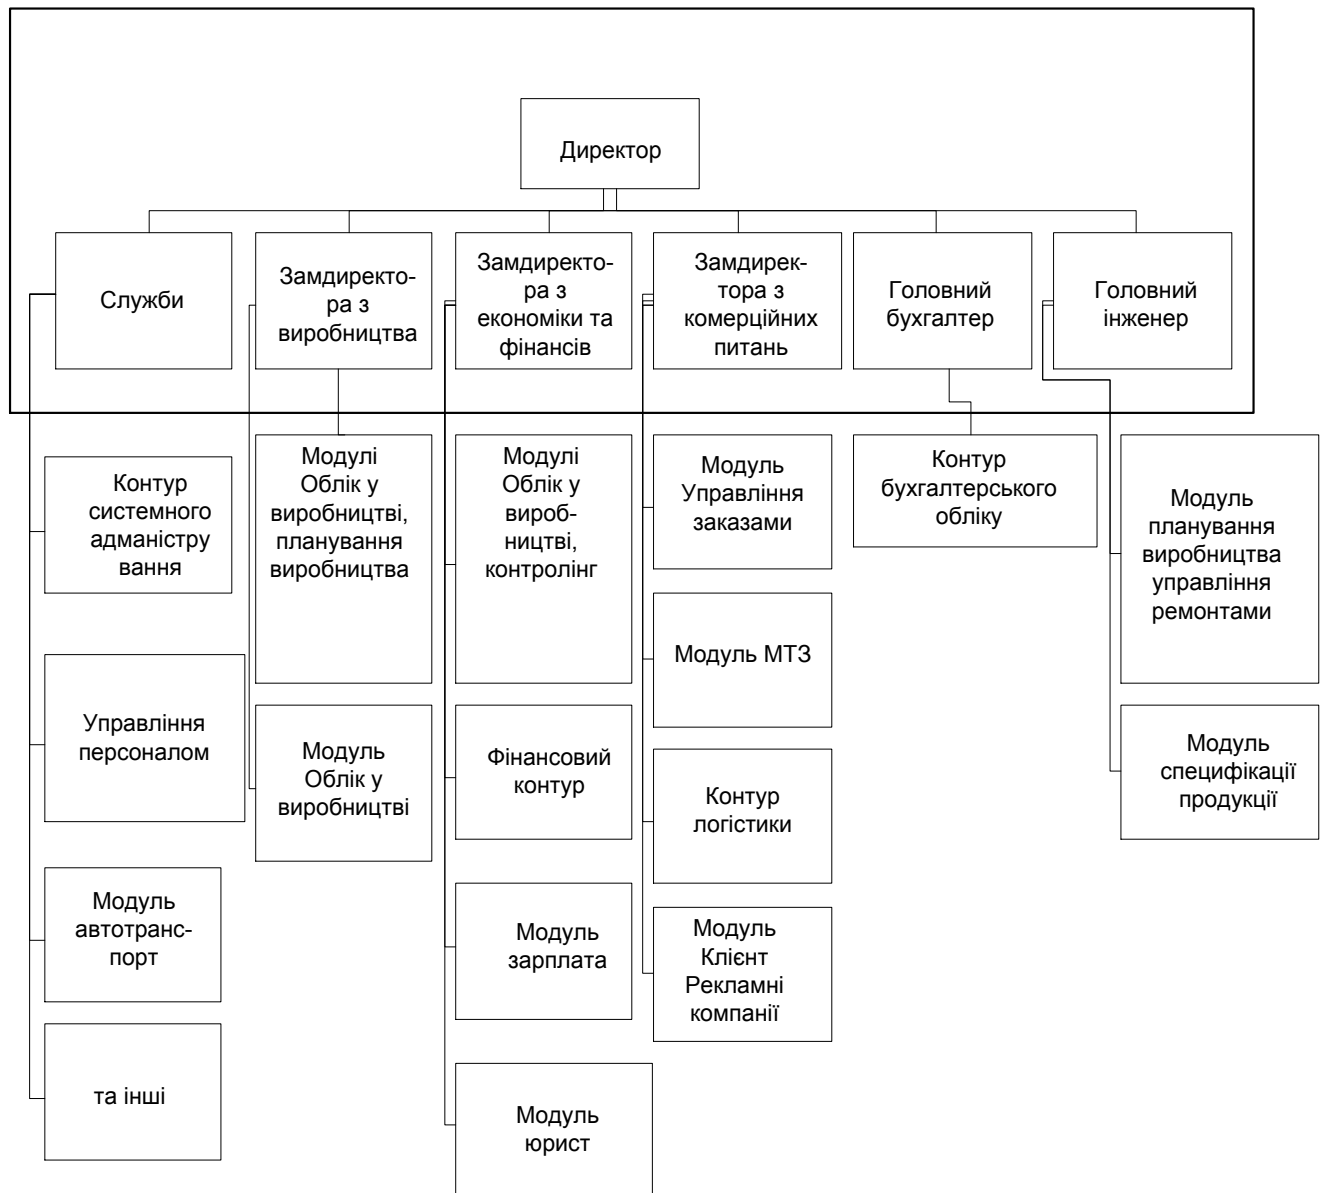 Директор
Служби
Замдиректо-
ра з
виробництва
Замдиректо-
ра з
економіки та
фінансів
Замдирек-
тора з
комерційних
питань
Головний
бухгалтер
Головний
інженер
Контур
системного
адманістру
вання
Модулі
Облік у
виробництві,
планування
виробництва
Модулі
Облік у
вироб-
ництві,
контролінг
Модуль
Управління
заказами
Контур
бухгалтерського
обліку
Модуль
планування
виробництва
управління
ремонтами
Модуль МТЗ
Управління
персоналом
Модуль
Облік у
виробництві
Фінансовий
контур
Контур
логістики
Модуль
специфікації
продукції
Модуль
автотранс-
порт
Модуль
зарплата
Модуль
Клієнт
Рекламні
компанії
та інші
Модуль
юрист